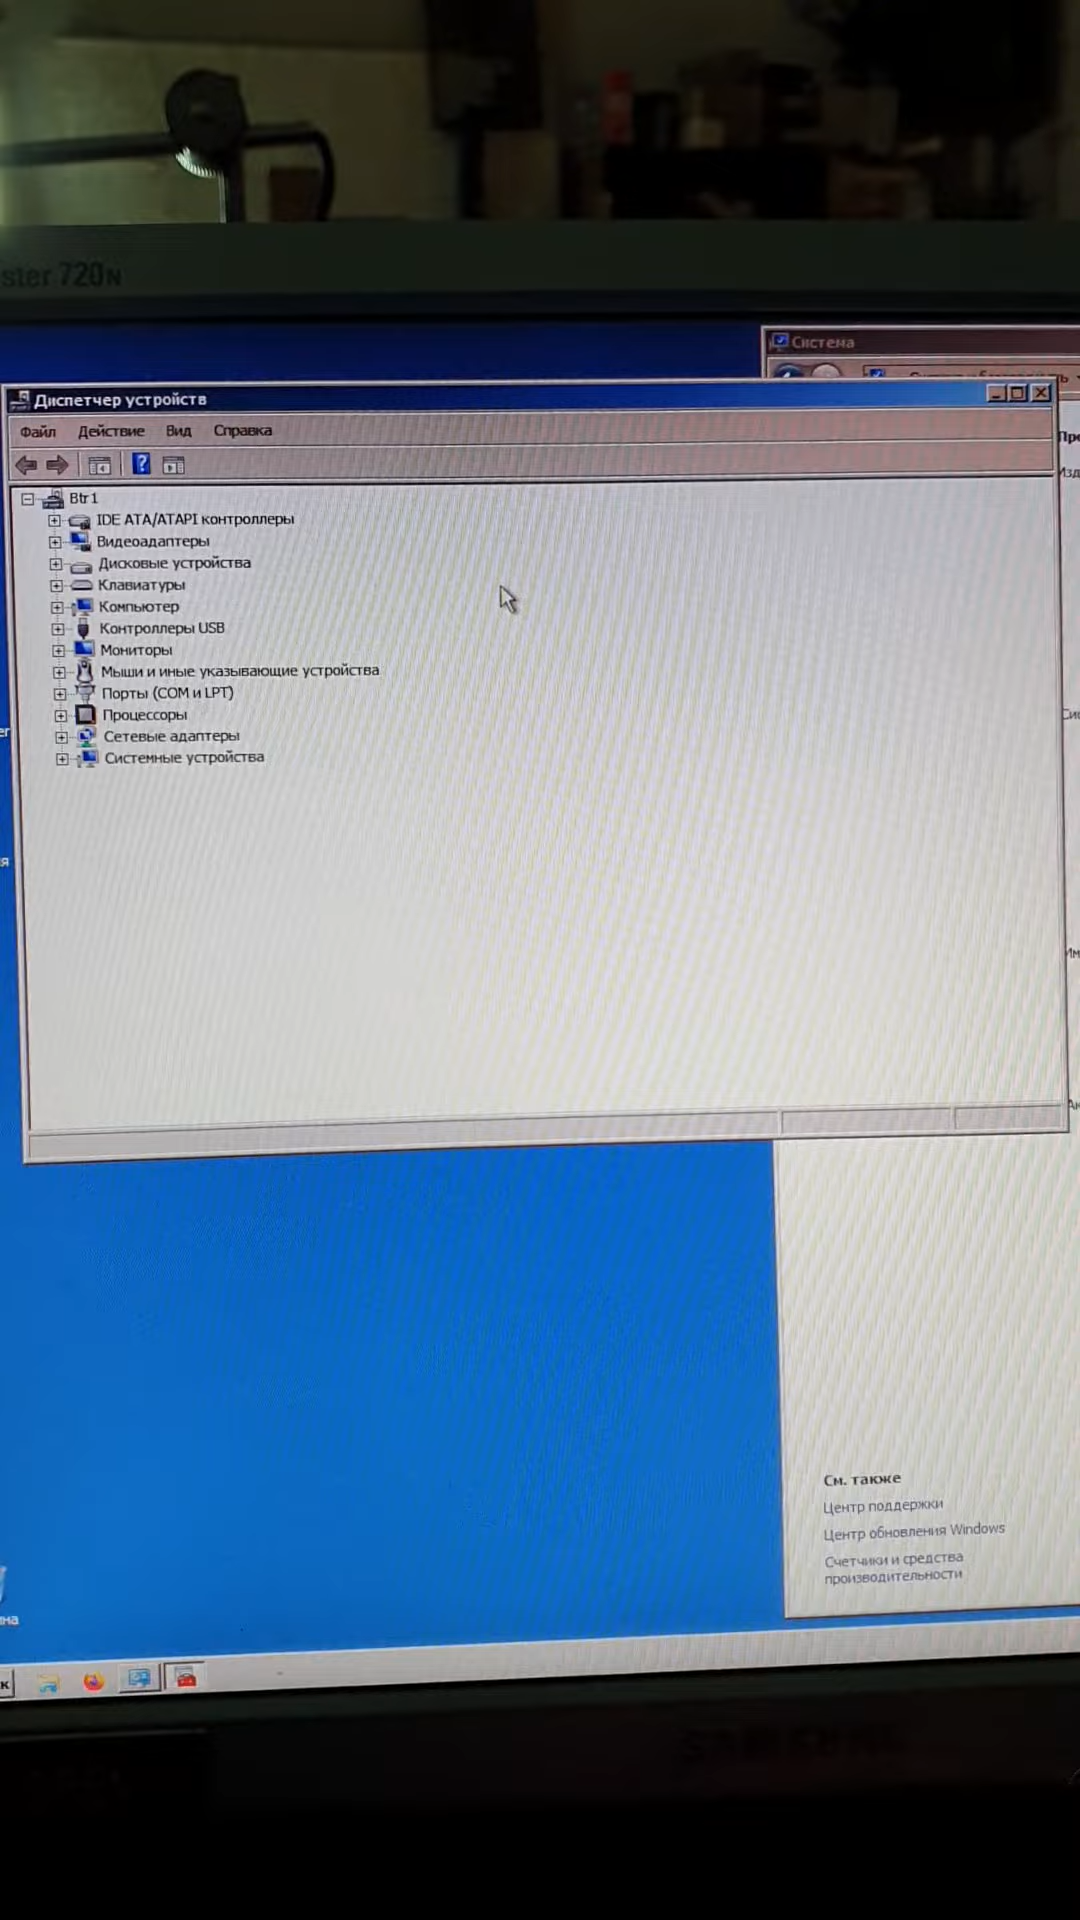 ster 720N
Система
Диспетчер устройств
Файл Действие Вид Справка
Btr1
IDE ATA/ATAPI контроллеры
Видеоадаптеры
Дисковые устройства
Клавиатуры
Компьютер
Контроллеры USB
Мониторы
Мыши и иные указывающие устройства
Порты (COM и LPT)
Процессоры
Сетевые адаптеры
Системные устройства
См. также
Центр поддержки
Центр обновления Windows
Счетчики и средства
производительности